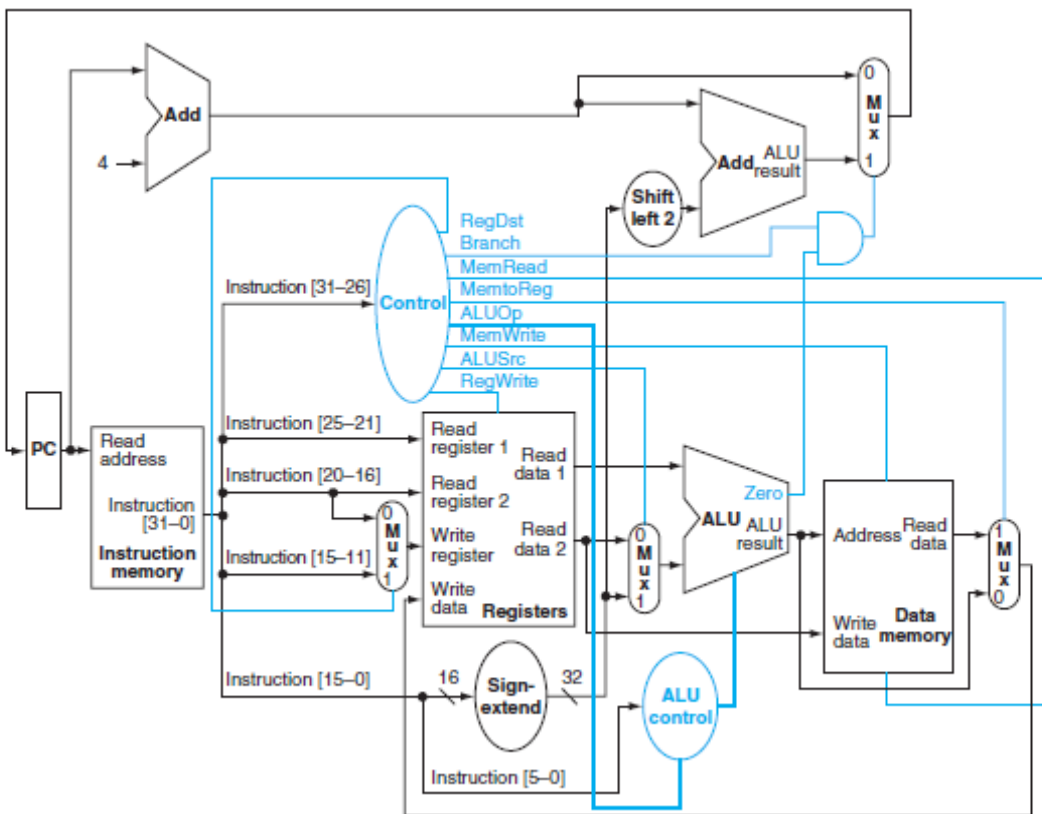 Add
4
0
Mux
1
Add
ALU
result
Shift
left 2
RegDst
Branch
MemRead
MemtoReg
ALUOp
MemWrite
ALUSrc
RegWrite
Control
Instruction [31–26]
PC
Read
address
Instruction
[31–0]
Instruction
memory
Instruction [25–21]
Instruction [20–16]
Instruction [15–11]
0
Mux
1
Read
register 1
Read
register 2
Write
register
Write
data
Read
data 1
Read
data 2
Registers
0
Mux
1
Zero
ALU
ALU
result
Address
Read
data
Write
data
Data
memory
1
Mux
0
Instruction [15–0]
16
Sign-
extend
32
ALU
control
Instruction [5–0]